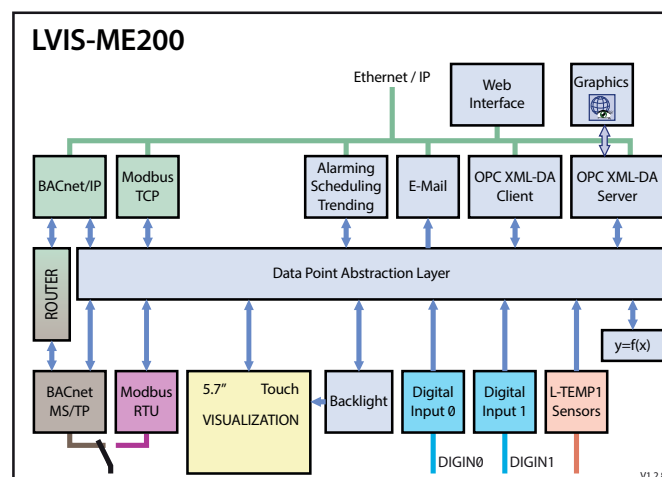 LVIS-ME200
Ethernet / IP
Web
Interface
Graphics
BACnet/IP
Modbus
TCP
Alarming
Scheduling
Trending
E-Mail
OPC XML-DA
Client
OPC XML-DA
Server
ROUTER
Data Point Abstraction Layer
y=f(x)
BACnet
MS/TP
Modbus
RTU
5.7" Touch
VISUALIZATION
Backlight
Digital
Input 0
Digital
Input 1
L-TEMP1
Sensors
DIGIN0
DIGIN1